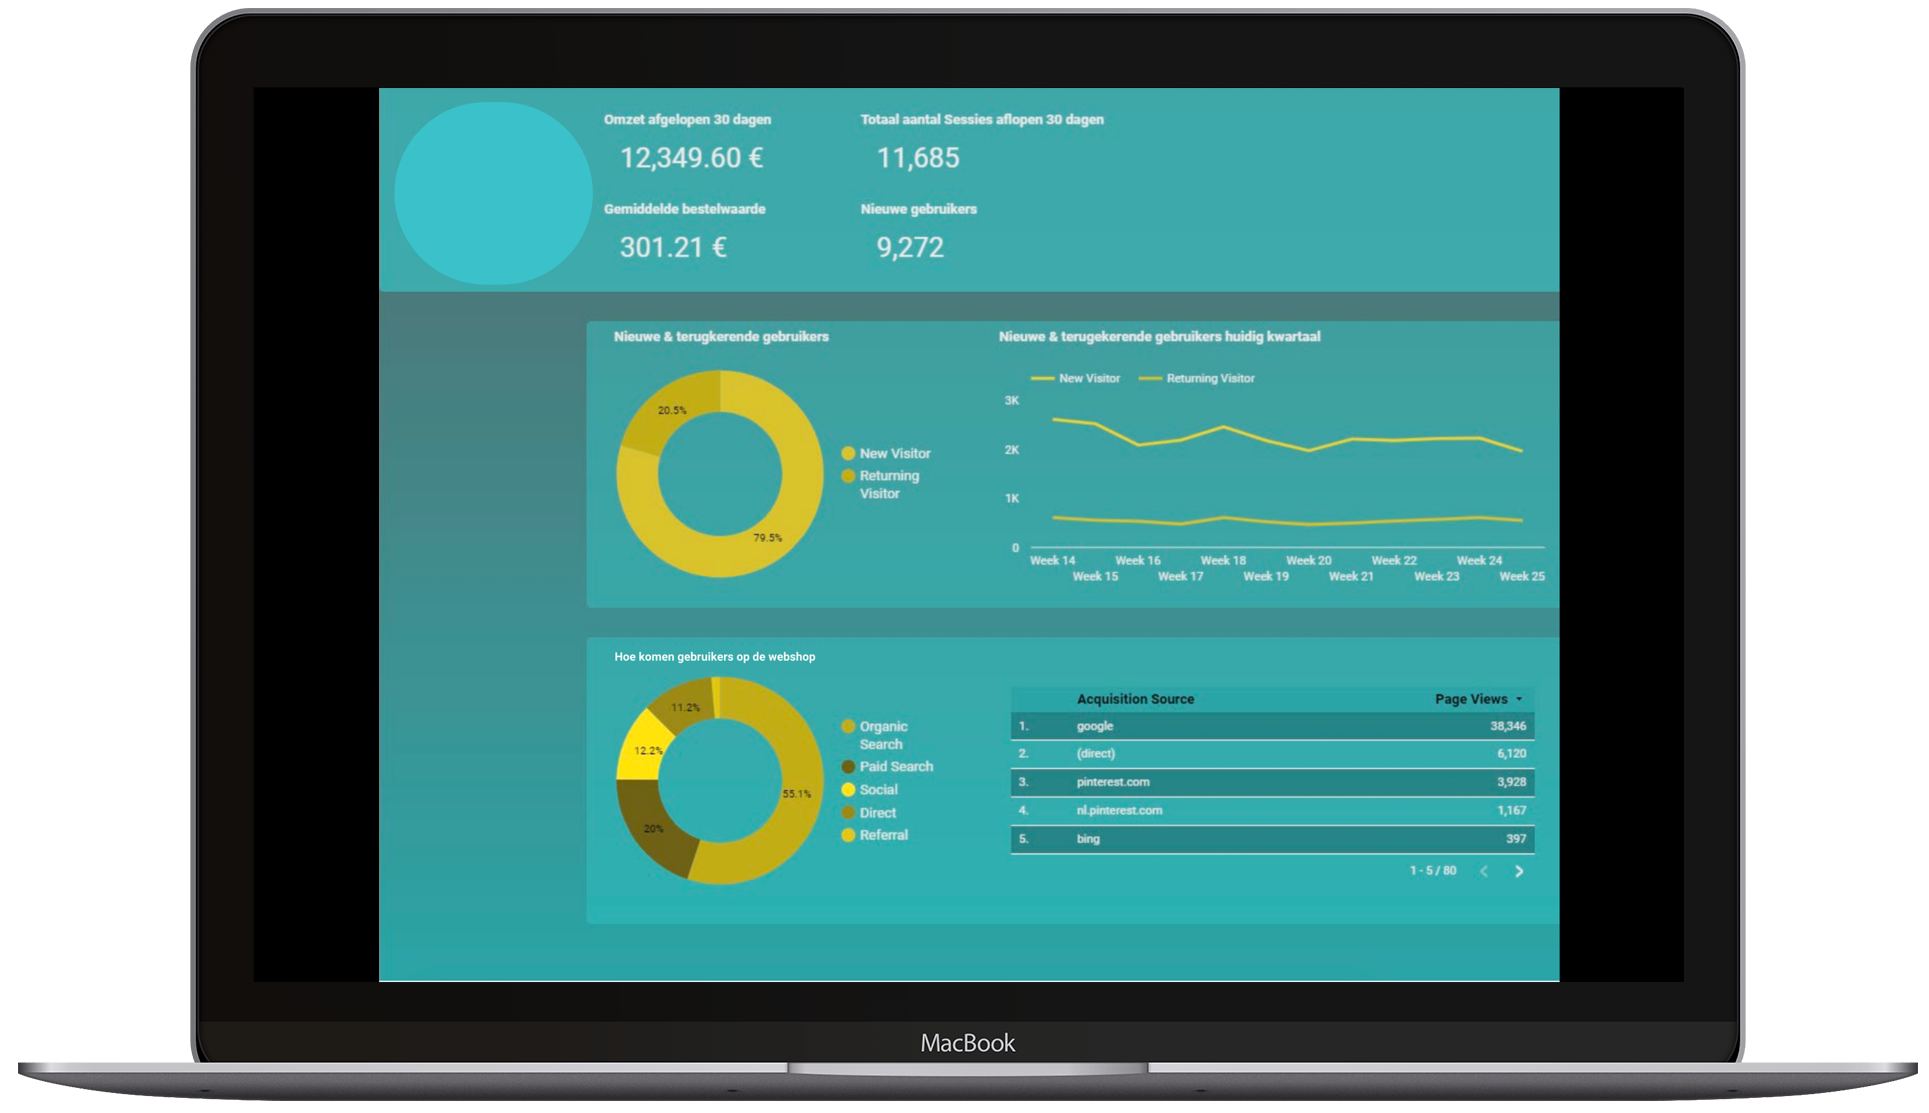 Omzet afgelopen 30 dagen
12,349.60 €
Totaal aantal Sessies aflopen 30 dagen
11,685
Gemiddelde bestelwaarde
301.21 €
Nieuwe gebruikers
9,272
Nieuwe & terugkerende gebruikers
20.5%
79.5%
New Visitor
Returning
Visitor
Nieuwe & terugekerende gebruikers huidig kwartaal
New Visitor
Returning Visitor
3K
2K
1K
0
Week 14
Week 15
Week 16
Week 17
Week 18
Week 19
Week 20
Week 21
Week 22
Week 23
Week 24
Week 25
Hoe komen gebruikers op de webshop
11.2%
12.2%
55.1%
20%
Organic
Search
Paid Search
Social
Direct
Referral
Acquisition Source Page Views
1. google 38,346
2. (direct) 6,120
3. pinterest.com 3,928
4. nl.pinterest.com 1,167
5. bing 397
1 - 5 / 80
MacBook